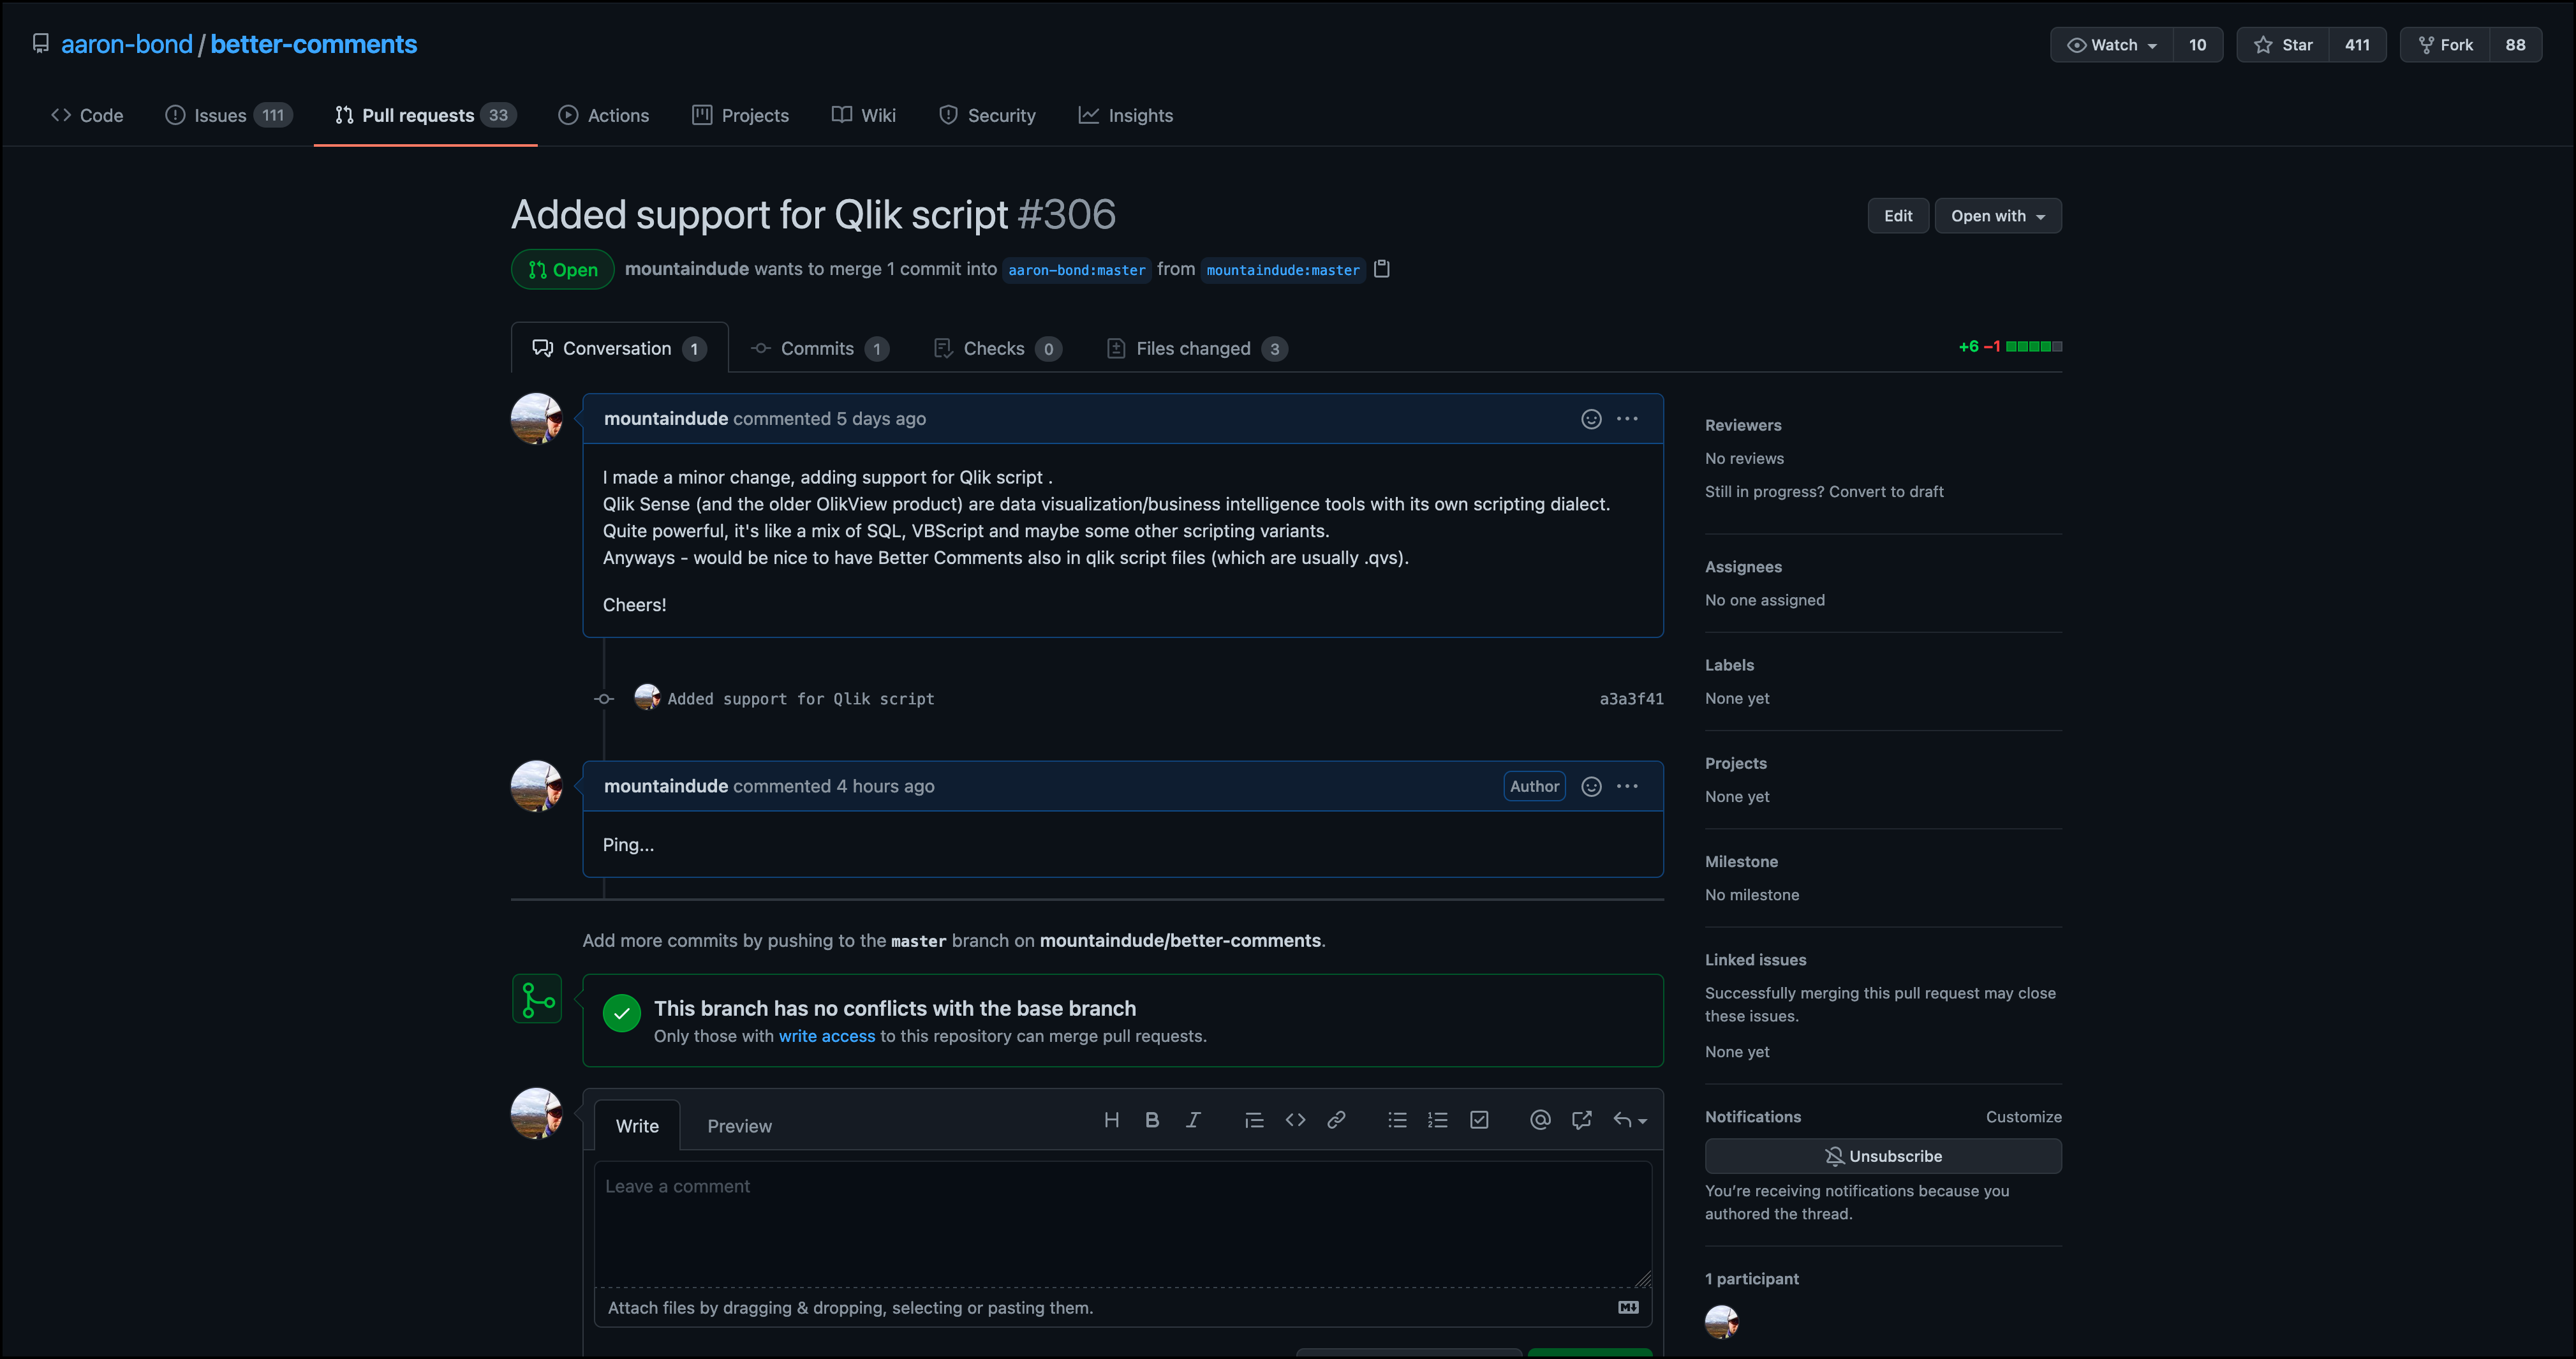 aaron-bond / better-comments
Watch 10 Star 411 Fork 88
Code Issues 111 Pull requests 33 Actions Projects Wiki Security Insights
Added support for Qlik script #306
Edit Open with
Open mountaindude wants to merge 1 commit into aaron-bond:master from mountaindude:master
Conversation 1 Commits 1 Checks 0 Files changed 3
+6 −1
mountaindude commented 5 days ago
I made a minor change, adding support for Qlik script .
Qlik Sense (and the older OlikView product) are data visualization/business intelligence tools with its own scripting dialect.
Quite powerful, it's like a mix of SQL, VBScript and maybe some other scripting variants.
Anyways - would be nice to have Better Comments also in qlik script files (which are usually .qvs).
Cheers!
Added support for Qlik script a3a3f41
mountaindude commented 4 hours ago Author
Ping...
Add more commits by pushing to the master branch on mountaindude/better-comments.
This branch has no conflicts with the base branch
Only those with write access to this repository can merge pull requests.
Write Preview
Leave a comment
Attach files by dragging & dropping, selecting or pasting them.
Reviewers
No reviews
Still in progress? Convert to draft
Assignees
No one assigned
Labels
None yet
Projects
None yet
Milestone
No milestone
Linked issues
Successfully merging this pull request may close
these issues.
None yet
Notifications Customize
Unsubscribe
You’re receiving notifications because you
authored the thread.
1 participant